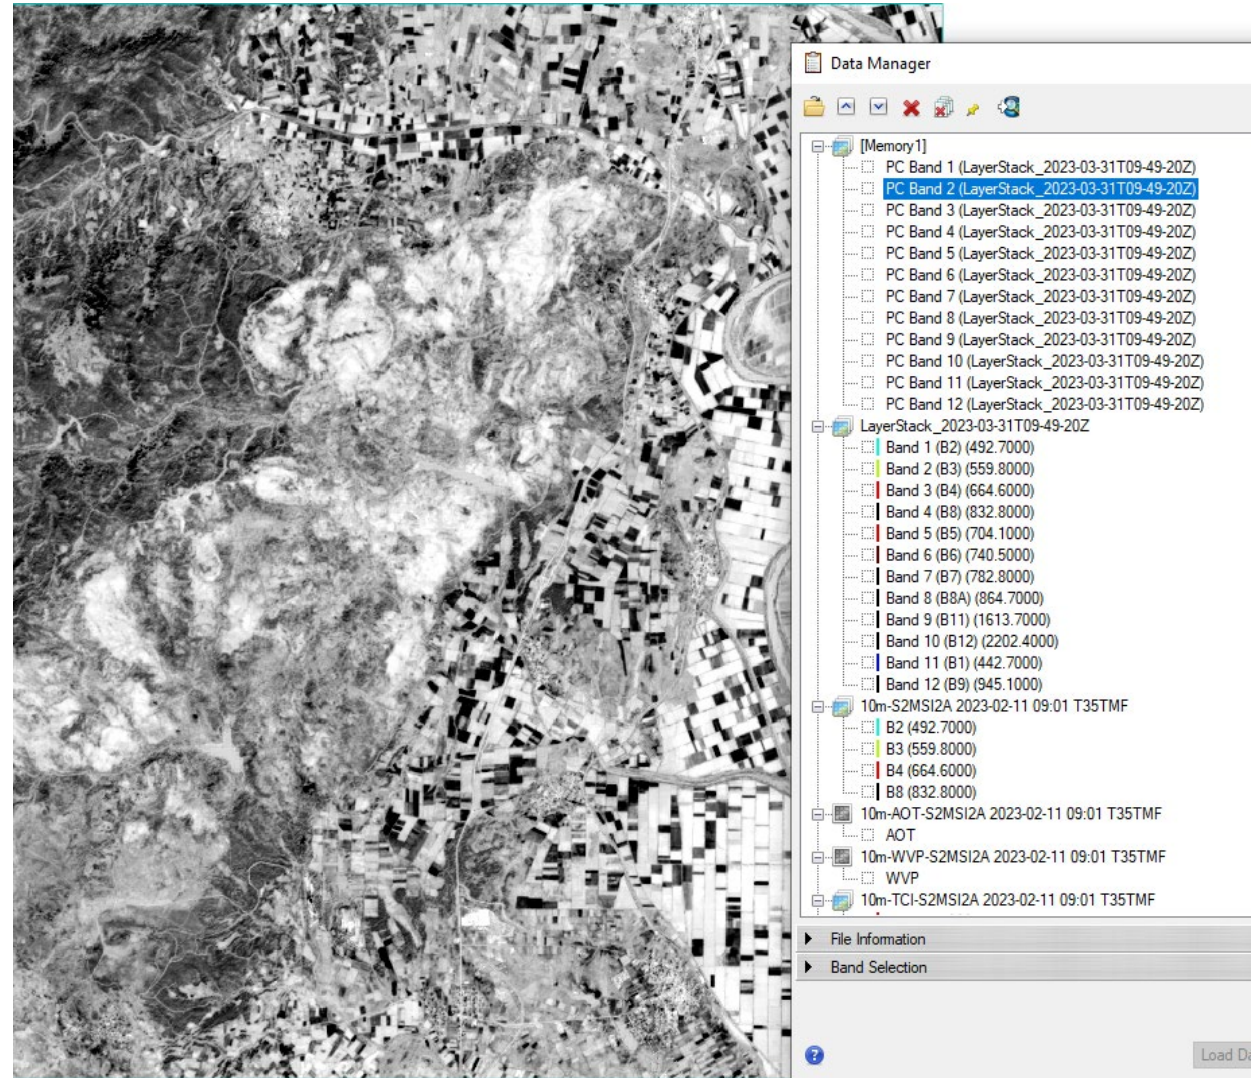 Data Manager
[Memory1]
PC Band 1 (LayerStack_2023-03-31T09-49-20Z)
PC Band 2 (LayerStack_2023-03-31T09-49-20Z)
PC Band 3 (LayerStack_2023-03-31T09-49-20Z)
PC Band 4 (LayerStack_2023-03-31T09-49-20Z)
PC Band 5 (LayerStack_2023-03-31T09-49-20Z)
PC Band 6 (LayerStack_2023-03-31T09-49-20Z)
PC Band 7 (LayerStack_2023-03-31T09-49-20Z)
PC Band 8 (LayerStack_2023-03-31T09-49-20Z)
PC Band 9 (LayerStack_2023-03-31T09-49-20Z)
PC Band 10 (LayerStack_2023-03-31T09-49-20Z)
PC Band 11 (LayerStack_2023-03-31T09-49-20Z)
PC Band 12 (LayerStack_2023-03-31T09-49-20Z)
LayerStack_2023-03-31T09-49-20Z
Band 1 (B2) (492.7000)
Band 2 (B3) (559.8000)
Band 3 (B4) (664.6000)
Band 4 (B8) (832.8000)
Band 5 (B5) (704.1000)
Band 6 (B6) (740.5000)
Band 7 (B7) (782.8000)
Band 8 (B8A) (864.7000)
Band 9 (B11) (1613.7000)
Band 10 (B12) (2202.4000)
Band 11 (B1) (442.7000)
Band 12 (B9) (945.1000)
10m-S2MSI2A 2023-02-11 09:01 T35TMF
B2 (492.7000)
B3 (559.8000)
B4 (664.6000)
B8 (832.8000)
10m-AOT-S2MSI2A 2023-02-11 09:01 T35TMF
AOT
10m-WVP-S2MSI2A 2023-02-11 09:01 T35TMF
WVP
10m-TCI-S2MSI2A 2023-02-11 09:01 T35TMF
File Information
Band Selection
Load Da